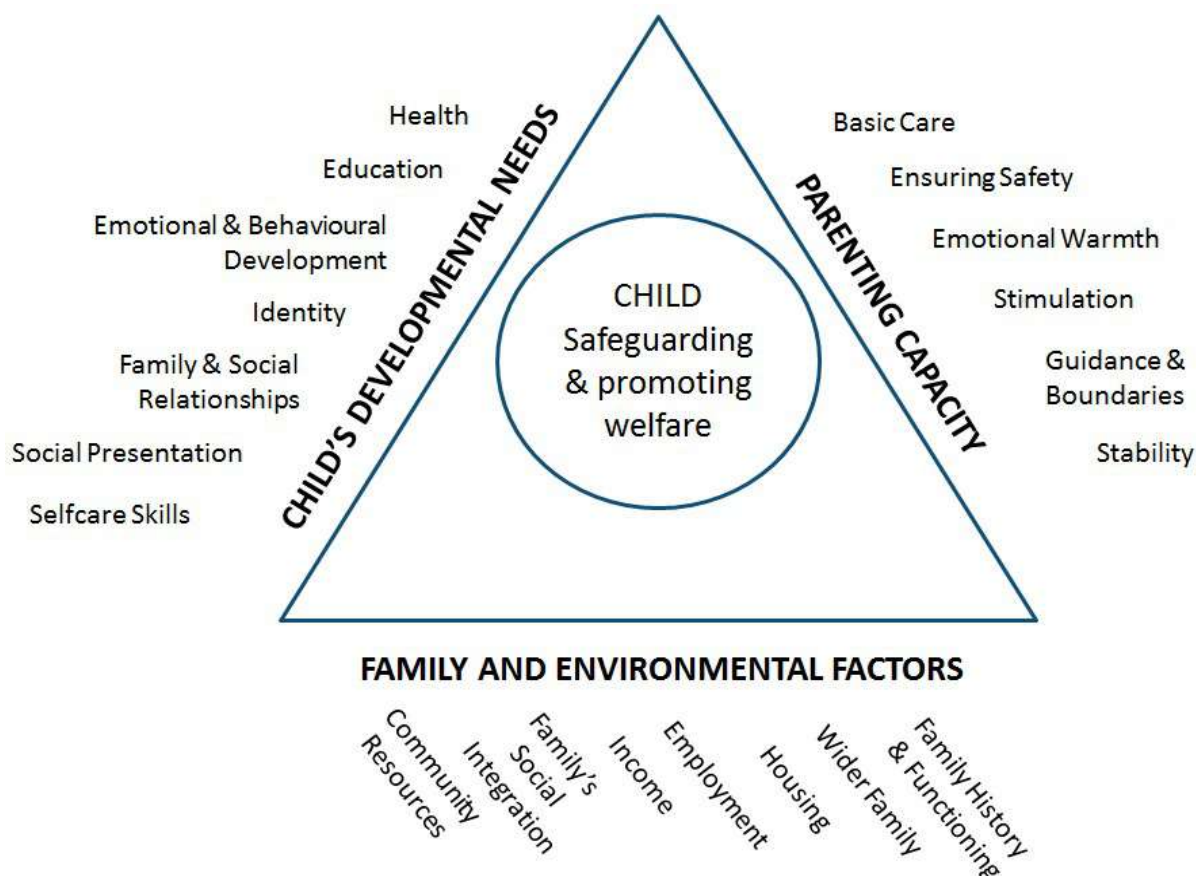 Health
Education
Emotional & Behavioural
Development
Identity
Family & Social
Relationships
Social Presentation
Selfcare Skills
CHILD'S DEVELOPMENTAL NEEDS
CHILD
Safeguarding
& promoting
welfare
PARENTING CAPACITY
Basic Care
Ensuring Safety
Emotional Warmth
Stimulation
Guidance &
Boundaries
Stability
FAMILY AND ENVIRONMENTAL FACTORS
Community
Resources
Family's
Social
Integration
Income
Employment
Housing
Wider Family
Family History
& Functioning